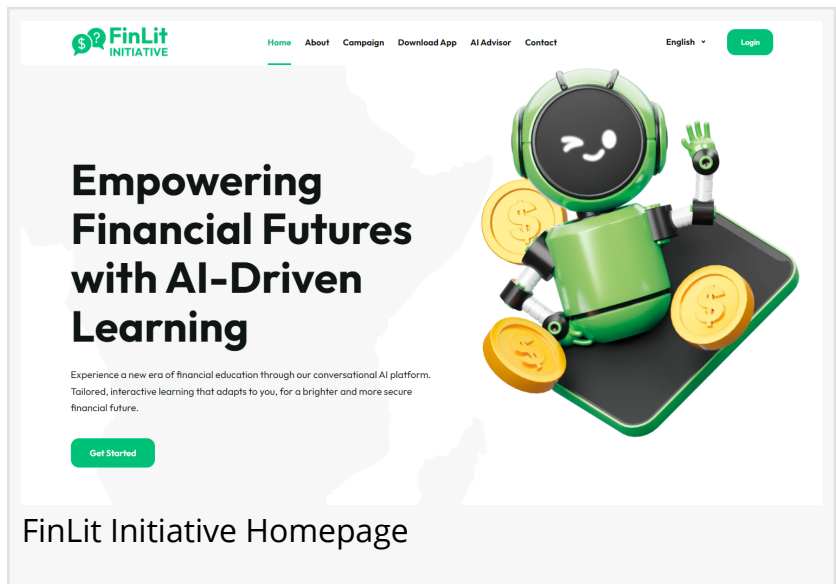 $ ? FinLit
INITIATIVE
Home About Campaign Download App AI Advisor Contact English Login
Empowering
Financial Futures
with AI-Driven
Learning
Experience a new era of financial education through our conversational AI platform.
Tailored, interactive learning that adapts to you, for a brighter and more secure
financial future.
Get Started
$
$
$
FinLit Initiative Homepage